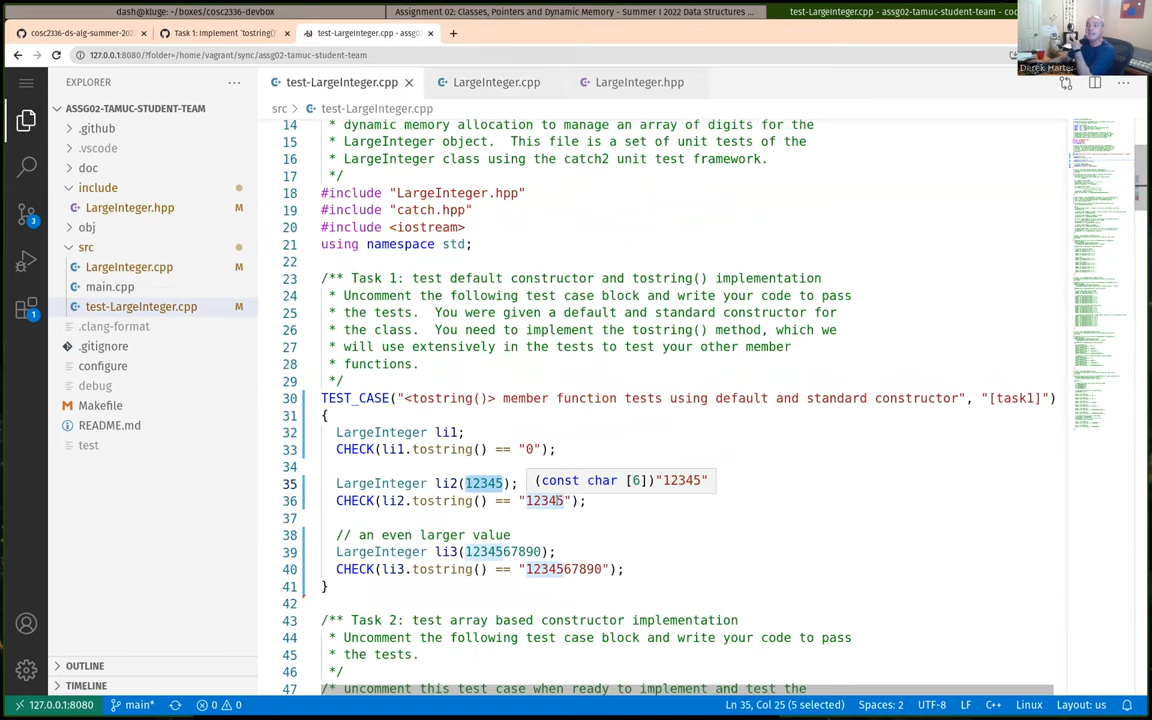 dash@kluge: ~/boxes/cosc2336-devbox
Assignment 02: Classes, Pointers and Dynamic Memory - Summer I 2022 Data Structures ...
test-LargeInteger.cpp - assg02-tamuc-student-team - co
cosc2336-ds-alg-summer-202
Task 1: Implement `tostring()
test-LargeInteger.cpp - assg
127.0.0.1:8080/?folder=/home/vagrant/sync/assg02-tamuc-student-team
Derek Harter
EXPLORER
test-LargeInteger.cpp
LargeInteger.cpp
LargeInteger.hpp
ASSG02-TAMUC-STUDENT-TEAM
src > test-LargeInteger.cpp
.github
.vscode
doc
include
LargeInteger.hpp M
obj
src
LargeInteger.cpp M
main.cpp
test-LargeInteger.cpp M
.clang-format
.gitignore
configure
debug
Makefile
README.md
test
OUTLINE
TIMELINE
3
1
14 * dynamic memory allocation to manage an array of digits for the
15 * LargeInteger object.  This file is a set of unit tests of the
16 * LargeInteger class using the catch2 unit test framework.
17 */
18 #include "LargeInteger.hpp"
19 #include "catch.hpp"
20 #include <iostream>
21 using namespace std;
22
23 /** Task 1: test default constructor and tostring() implementation
24 * Uncomment the following test case block and write your code to pass
25 * the tests.  You were given a default and standard constructor for
26 * the class.  You need to implement the tostring() method, which we
27 * will use extensively in the tests to test your other member
28 * functions.
29 */
30 TEST_CASE("<tostring()> member function tests using default and standard constructor", "[task1]")
31 {
32 LargeInteger li1;
33 CHECK(li1.tostring() == "0");
34
35 LargeInteger li2(12345);
(const char [6])"12345"
36 CHECK(li2.tostring() == "12345");
37
38 // an even larger value
39 LargeInteger li3(1234567890);
40 CHECK(li3.tostring() == "1234567890");
41 }
42
43 /** Task 2: test array based constructor implementation
44 * Uncomment the following test case block and write your code to pass
45 * the tests.
46 */
47 /* uncomment this test case when ready to implement and test the
127.0.0.1:8080
main*
0 0
Ln 35, Col 25 (5 selected)
Spaces: 2
UTF-8
LF
C++
Linux
Layout: us